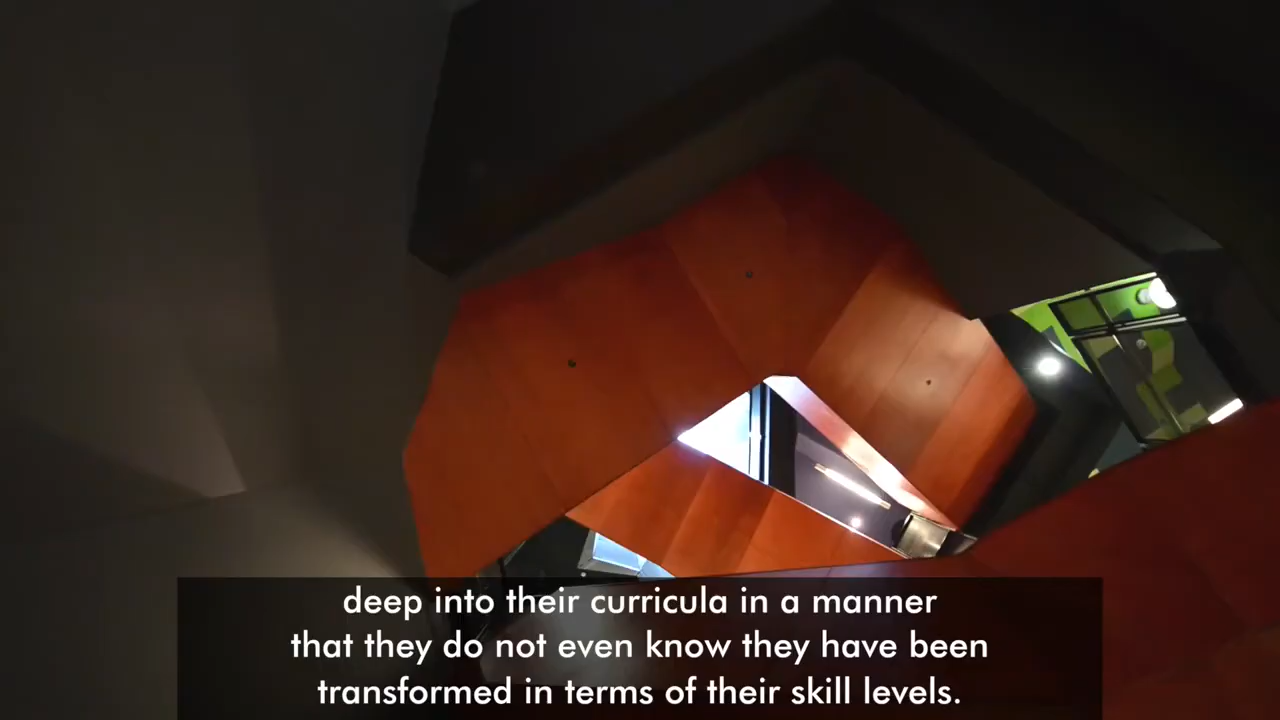 deep into their curricula in a manner
that they do not even know they have been
transformed in terms of their skill levels.